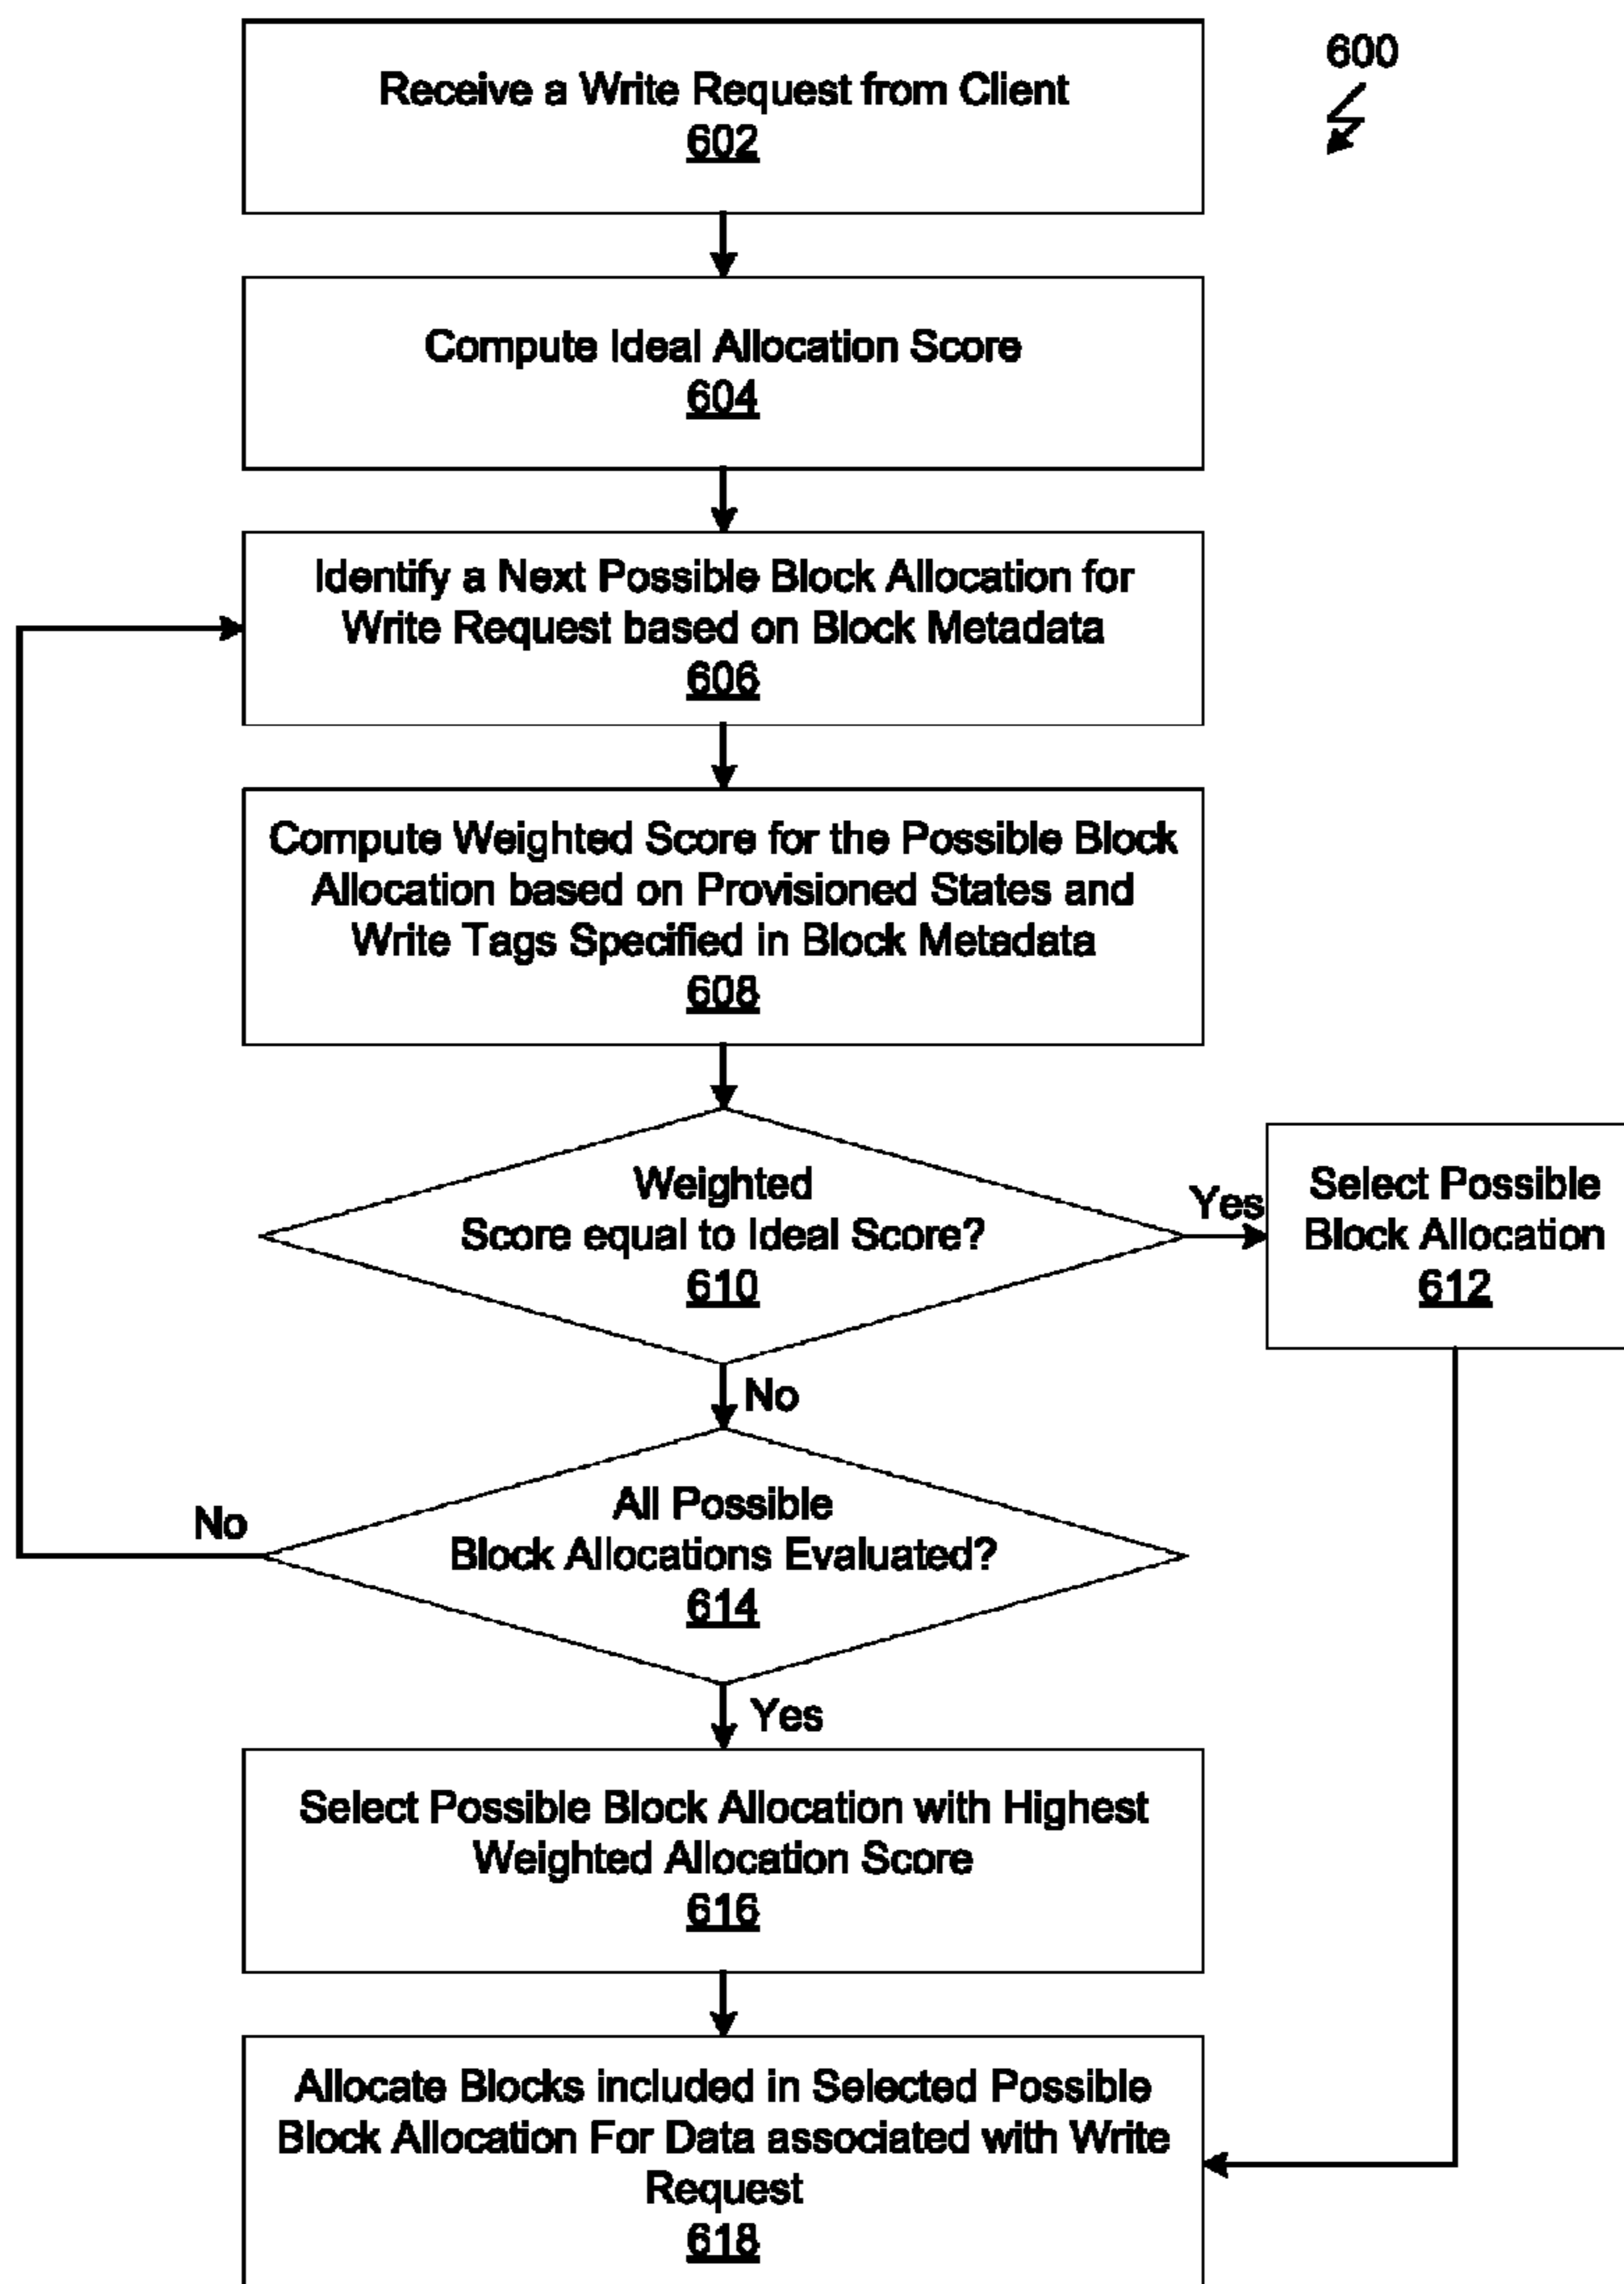 600
Receive a Write Request from Client
602
Compute Ideal Allocation Score
604
Identify a Next Possible Block Allocation for
Write Request based on Block Metadata
606
Compute Weighted Score for the Possible Block
Allocation based on Provisioned States and
Write Tags Specified in Block Metadata
608
Weighted
Score equal to Ideal Score?
610
Yes
Select Possible
Block Allocation
612
No
All Possible
Block Allocations Evaluated?
614
No
Yes
Select Possible Block Allocation with Highest
Weighted Allocation Score
616
Allocate Blocks included in Selected Possible
Block Allocation For Data associated with Write
Request
618